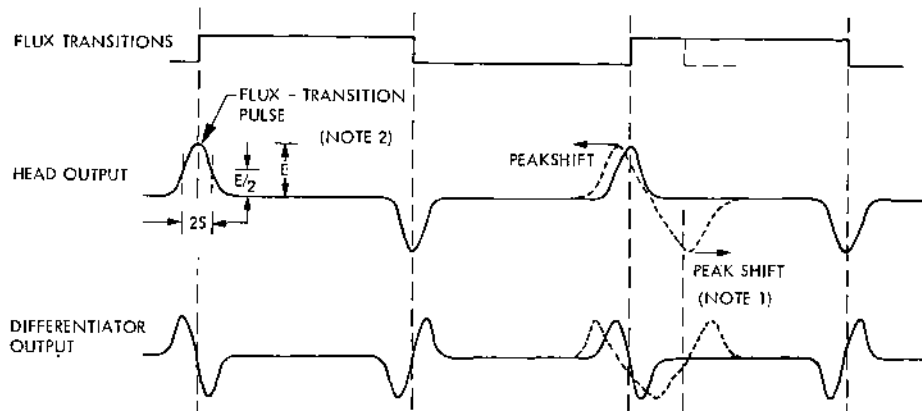 FLUX TRANSITIONS
FLUX - TRANSITION
PULSE
(NOTE 2)
HEAD OUTPUT
E/2
E
2S
PEAKSHIFT
PEAK SHIFT
(NOTE 1)
DIFFERENTIATOR
OUTPUT